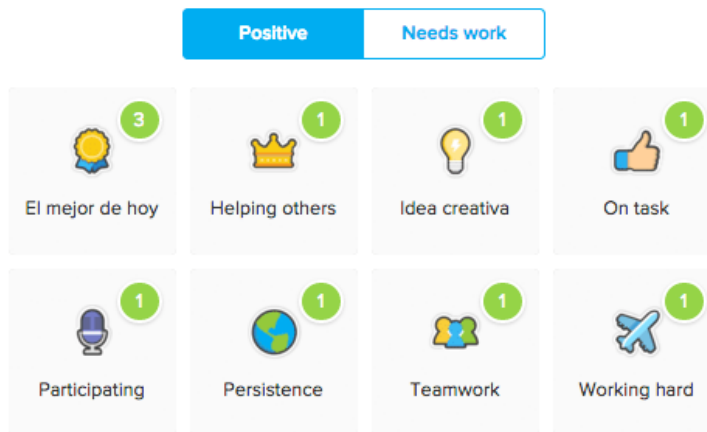 Positive Needs work
3 1 1 1
El mejor de hoy Helping others Idea creativa On task
1 1 1 1
Participating Persistence Teamwork Working hard